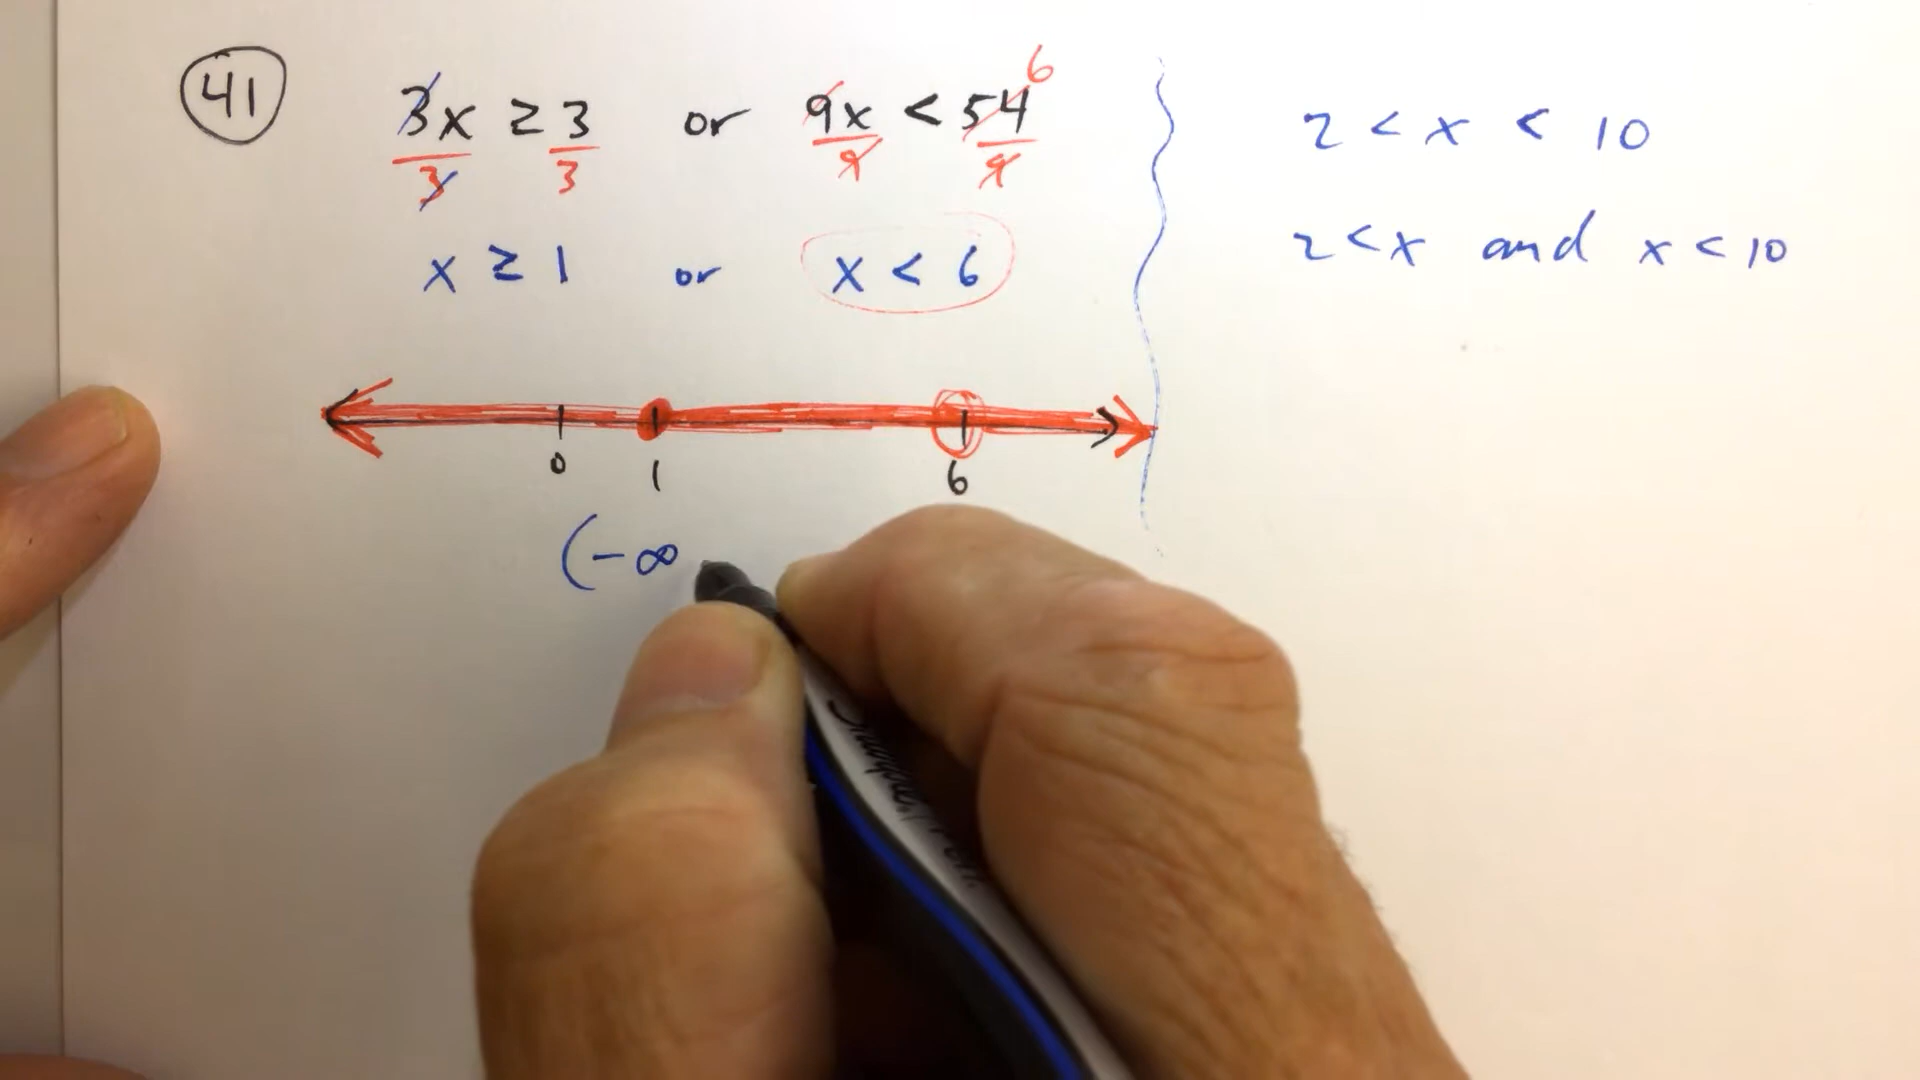 41
3x ≥ 3 or 9x < 54 6
3 3 9 9
x ≥ 1 or x < 6
0 1 6
(-∞
2 < x < 10
2 < x and x < 10